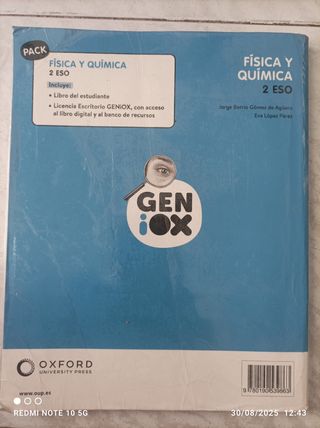 PACK
FÍSICA Y QUÍMICA
2 ESO
Incluye:
• Libro del estudiante
• Licencia Escritorio GENiOX, con acceso
al libro digital y al banco de recursos
FÍSICA Y
QUÍMICA
2 ESO
Jorge Barrio Gómez de Agüero
Eva López Pérez
GEN
iOX
OXFORD
UNIVERSITY PRESS
www.oup.es
9780190539863
REDMI NOTE 10 5G
30/08/2025 12:43